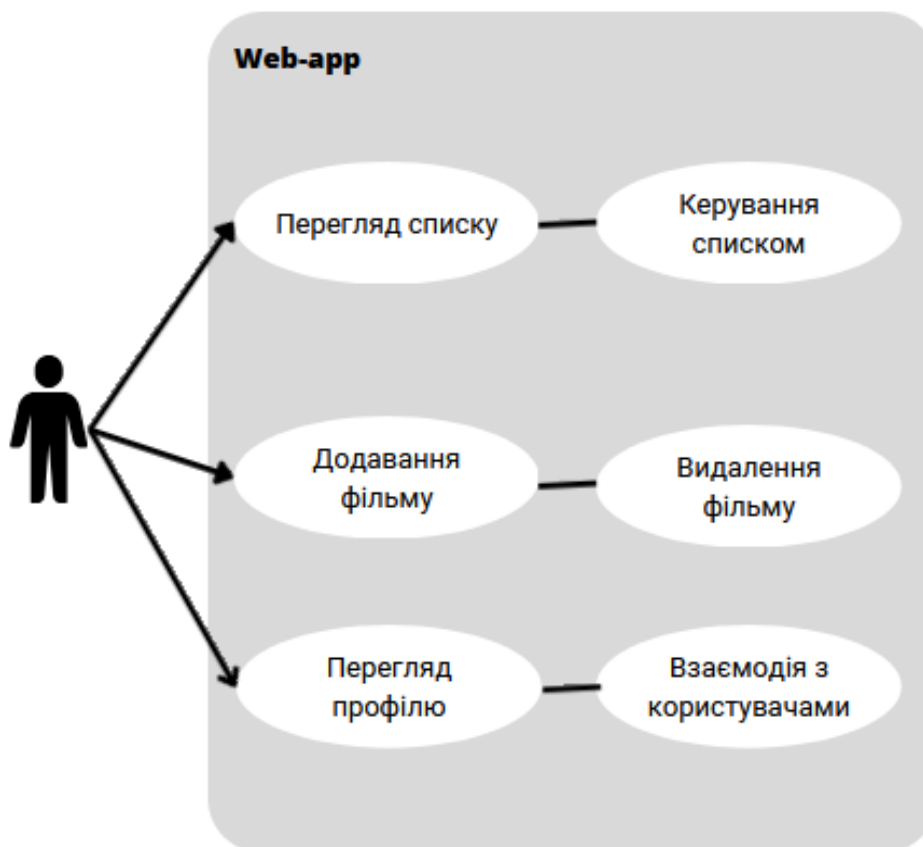 Web-app
Перегляд списку
Керування
списком
Додавання
фільму
Видалення
фільму
Перегляд
профілю
Взаємодія з
користувачами